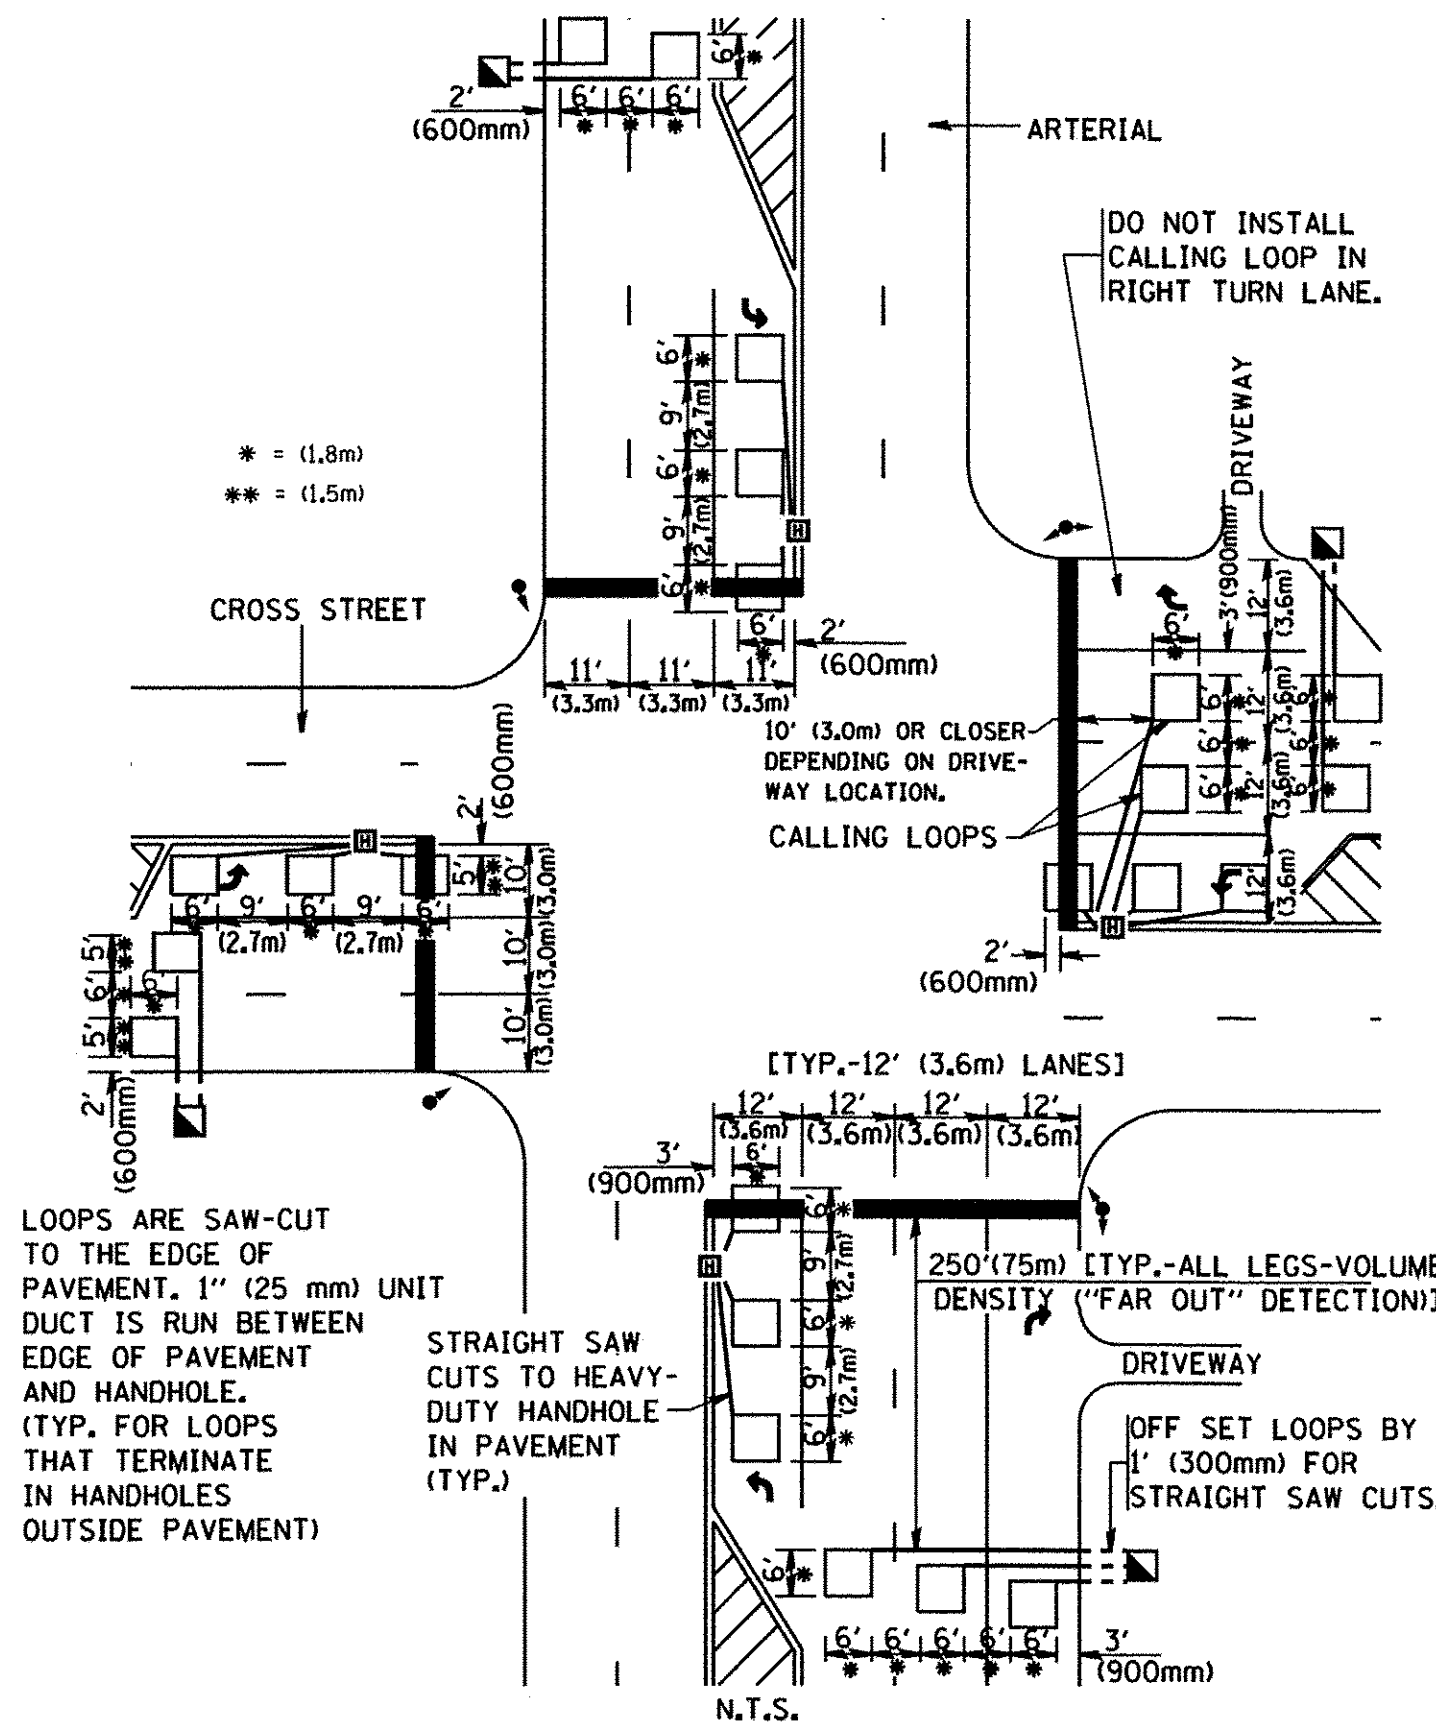 6' *
2'
(600mm)
6' 6' 6'
* * *
ARTERIAL
DO NOT INSTALL
CALLING LOOP IN
RIGHT TURN LANE.
DRIVEWAY
6' *
9'
(2.7m)
6' *
9'
(2.7m)
6' *
* = (1.8m)
** = (1.5m)
H
CROSS STREET
6'
*
2'
(600mm)
11' 11' 11'
(3.3m) (3.3m) (3.3m)
3'(900mm)
12'
(3.6m)
6'
*
10' (3.0m) OR CLOSER
DEPENDING ON DRIVE-
WAY LOCATION.
CALLING LOOPS
6' * 12' (3.6m) 6' *
6' * 6' *
6' * 12' (3.6m) 6' *
12'
(3.6m)
H
2'
(600mm)
2'
(600mm)
H
5' **
10'
(3.0m)
6' 9' 6' 9' 6'
* (2.7m) * (2.7m) *
10'
(3.0m)
10'
(3.0m)
5' **
6' *
6'
*
5' **
2'
(600mm)
[TYP.-12' (3.6m) LANES]
12' 12' 12' 12'
(3.6m) (3.6m) (3.6m) (3.6m)
3'
(900mm)
6'
*
6' *
H
9'
(2.7m)
6' *
9'
(2.7m)
6' *
250'(75m) [TYP.-ALL LEGS-VOLUME
DENSITY ("FAR OUT" DETECTION)]
LOOPS ARE SAW-CUT
TO THE EDGE OF
PAVEMENT. 1" (25 mm) UNIT
DUCT IS RUN BETWEEN
EDGE OF PAVEMENT
AND HANDHOLE.
(TYP. FOR LOOPS
THAT TERMINATE
IN HANDHOLES
OUTSIDE PAVEMENT)
STRAIGHT SAW
CUTS TO HEAVY-
DUTY HANDHOLE
IN PAVEMENT
(TYP.)
DRIVEWAY
OFF SET LOOPS BY
1' (300mm) FOR
STRAIGHT SAW CUTS
6' *
6' 6' 6' 6' 6'
* * * * *
3'
(900mm)
N.T.S.